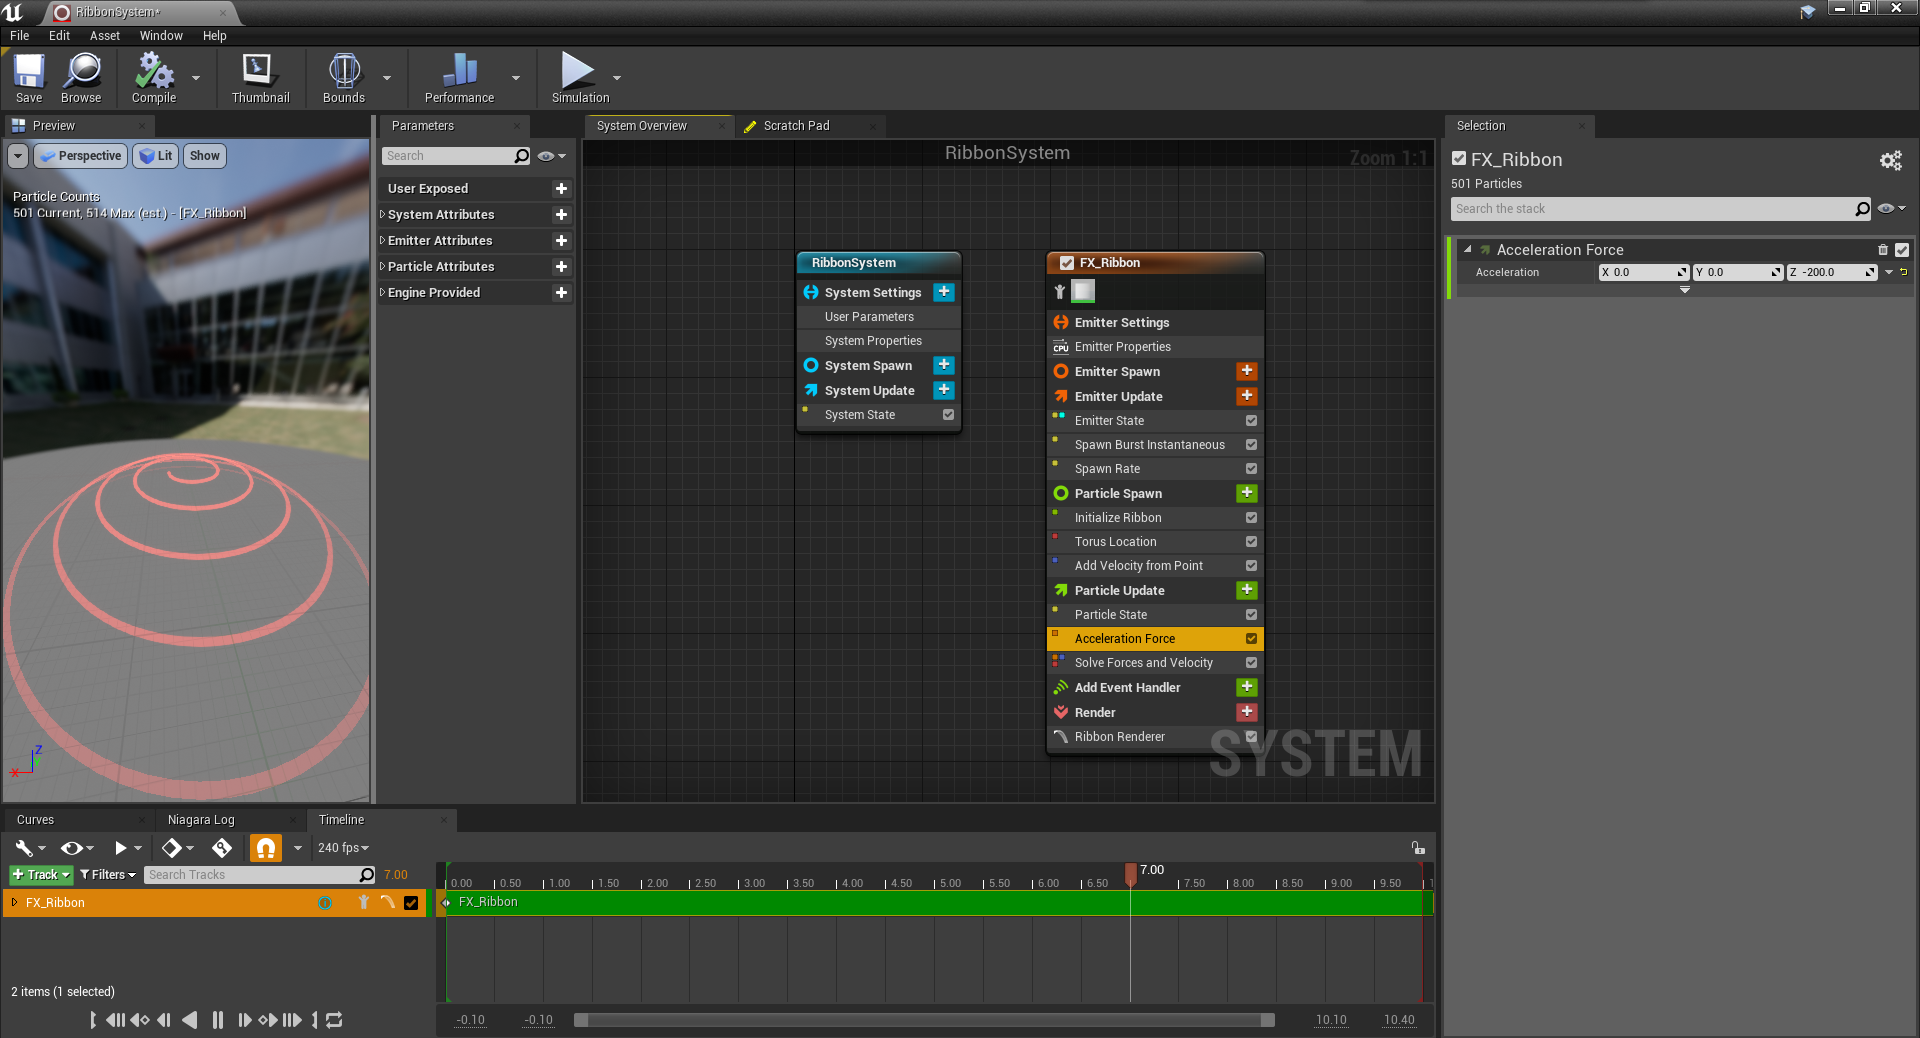 RibbonSystem*
File Edit Asset Window Help
Save Browse Compile Thumbnail Bounds Performance Simulation
Preview
Perspective Lit Show
Particle Counts
501 Current, 514 Max (est.) - [FX_Ribbon]
Z
X
Parameters
Search
User Exposed
System Attributes
Emitter Attributes
Particle Attributes
Engine Provided
System Overview Scratch Pad
RibbonSystem
Zoom 1:1
RibbonSystem
System Settings
User Parameters
System Properties
System Spawn
System Update
System State
FX_Ribbon
Emitter Settings
CPU Emitter Properties
Emitter Spawn
Emitter Update
Emitter State
Spawn Burst Instantaneous
Spawn Rate
Particle Spawn
Initialize Ribbon
Torus Location
Add Velocity from Point
Particle Update
Particle State
Acceleration Force
Solve Forces and Velocity
Add Event Handler
Render
Ribbon Renderer
SYSTEM
Selection
FX_Ribbon
501 Particles
Search the stack
Acceleration Force
Acceleration X 0.0 Y 0.0 Z -200.0
Curves Niagara Log Timeline
240 fps
Track Filters Search Tracks 7.00
FX_Ribbon
2 items (1 selected)
7.00
0.00 0.50 1.00 1.50 2.00 2.50 3.00 3.50 4.00 4.50 5.00 5.50 6.00 6.50 7.50 8.00 8.50 9.00 9.50
FX_Ribbon
-0.10 -0.10 10.10 10.40